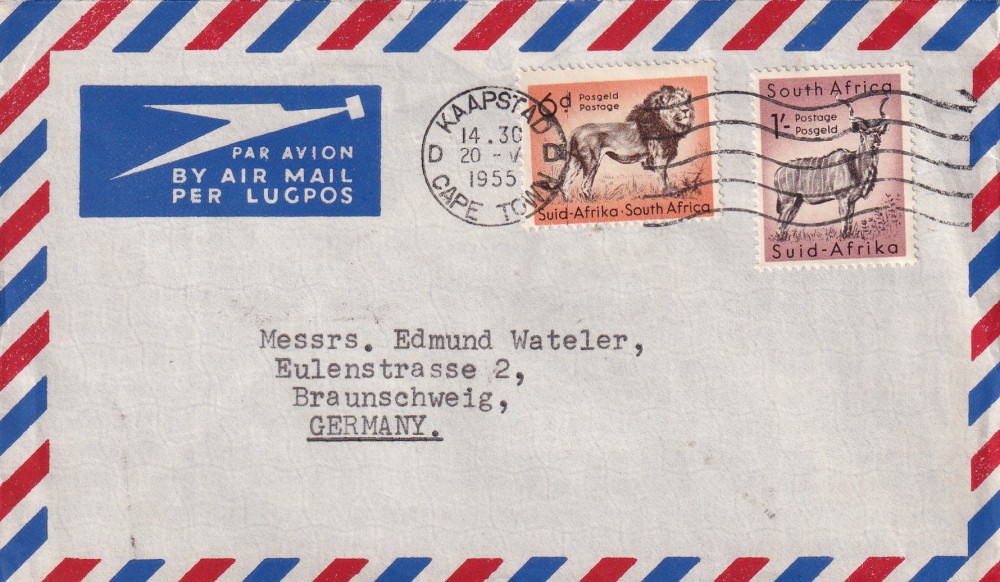 PAR AVION
BY AIR MAIL
PER LUGPOS
KAAPSTAD
14.30
20 - V
1955
D D
CAPE TOWN
6d Posgeld
Postage
Suid-Afrika·South Africa
South Africa
1/- Postage
Posgeld
Suid-Afrika
Messrs. Edmund Wateler,
Eulenstrasse 2,
Braunschweig,
GERMANY.